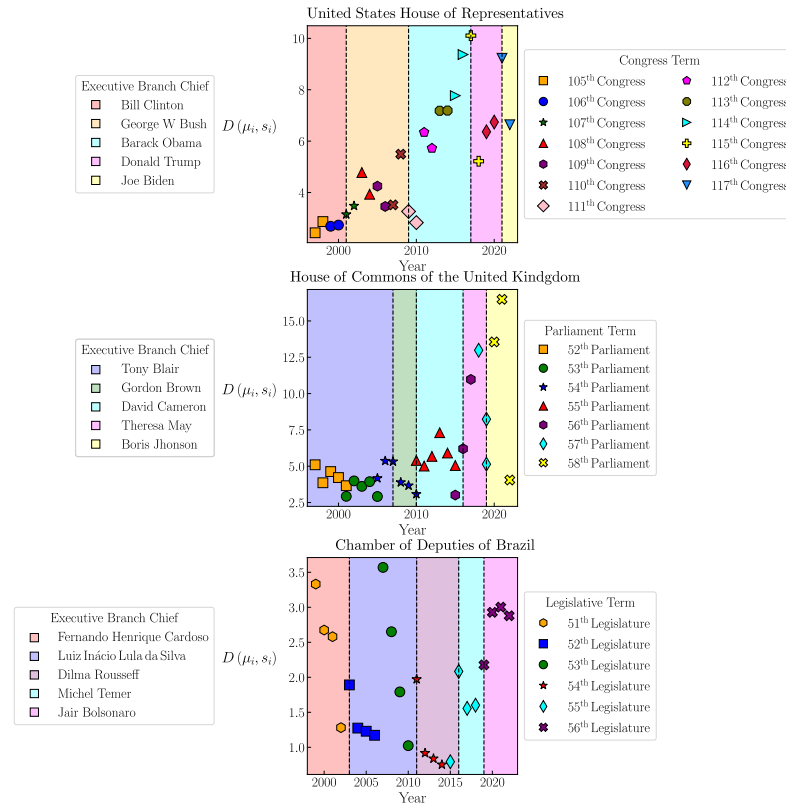 United States House of Representatives
Executive Branch Chief
Bill Clinton
George W Bush
Barack Obama
Donald Trump
Joe Biden
D (μi, si)
10
8
6
4
2000
2010
2020
Year
Congress Term
105th Congress
106th Congress
107th Congress
108th Congress
109th Congress
110th Congress
111th Congress
112th Congress
113th Congress
114th Congress
115th Congress
116th Congress
117th Congress
House of Commons of the United Kindgdom
Executive Branch Chief
Tony Blair
Gordon Brown
David Cameron
Theresa May
Boris Jhonson
D (μi, si)
15.0
12.5
10.0
7.5
5.0
2.5
2000
2010
2020
Year
Parliament Term
52th Parliament
53th Parliament
54th Parliament
55th Parliament
56th Parliament
57th Parliament
58th Parliament
Chamber of Deputies of Brazil
Executive Branch Chief
Fernando Henrique Cardoso
Luiz Inácio Lula da Silva
Dilma Rousseff
Michel Temer
Jair Bolsonaro
D (μi, si)
3.5
3.0
2.5
2.0
1.5
1.0
2000
2005
2010
2015
2020
Year
Legislative Term
51th Legislature
52th Legislature
53th Legislature
54th Legislature
55th Legislature
56th Legislature